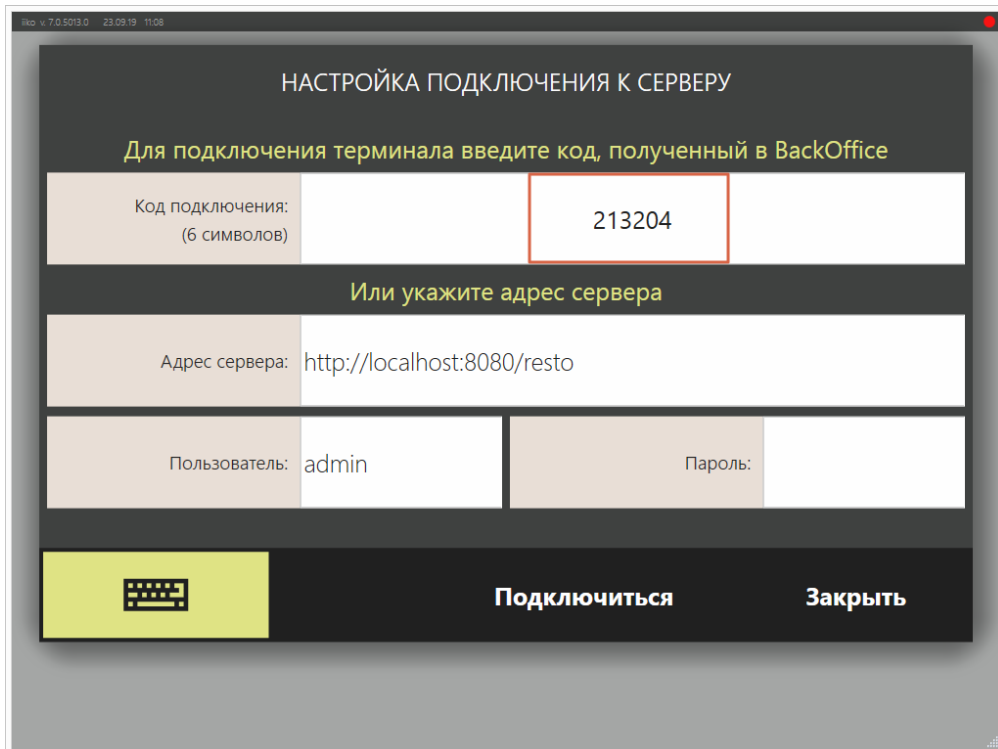 iiko v. 7.0.5013.0 23.09.19 11:08
НАСТРОЙКА ПОДКЛЮЧЕНИЯ К СЕРВЕРУ
Для подключения терминала введите код, полученный в BackOffice
Код подключения:
(6 символов)
213204
Или укажите адрес сервера
Адрес сервера: http://localhost:8080/resto
Пользователь: admin Пароль:
Подключиться Закрыть